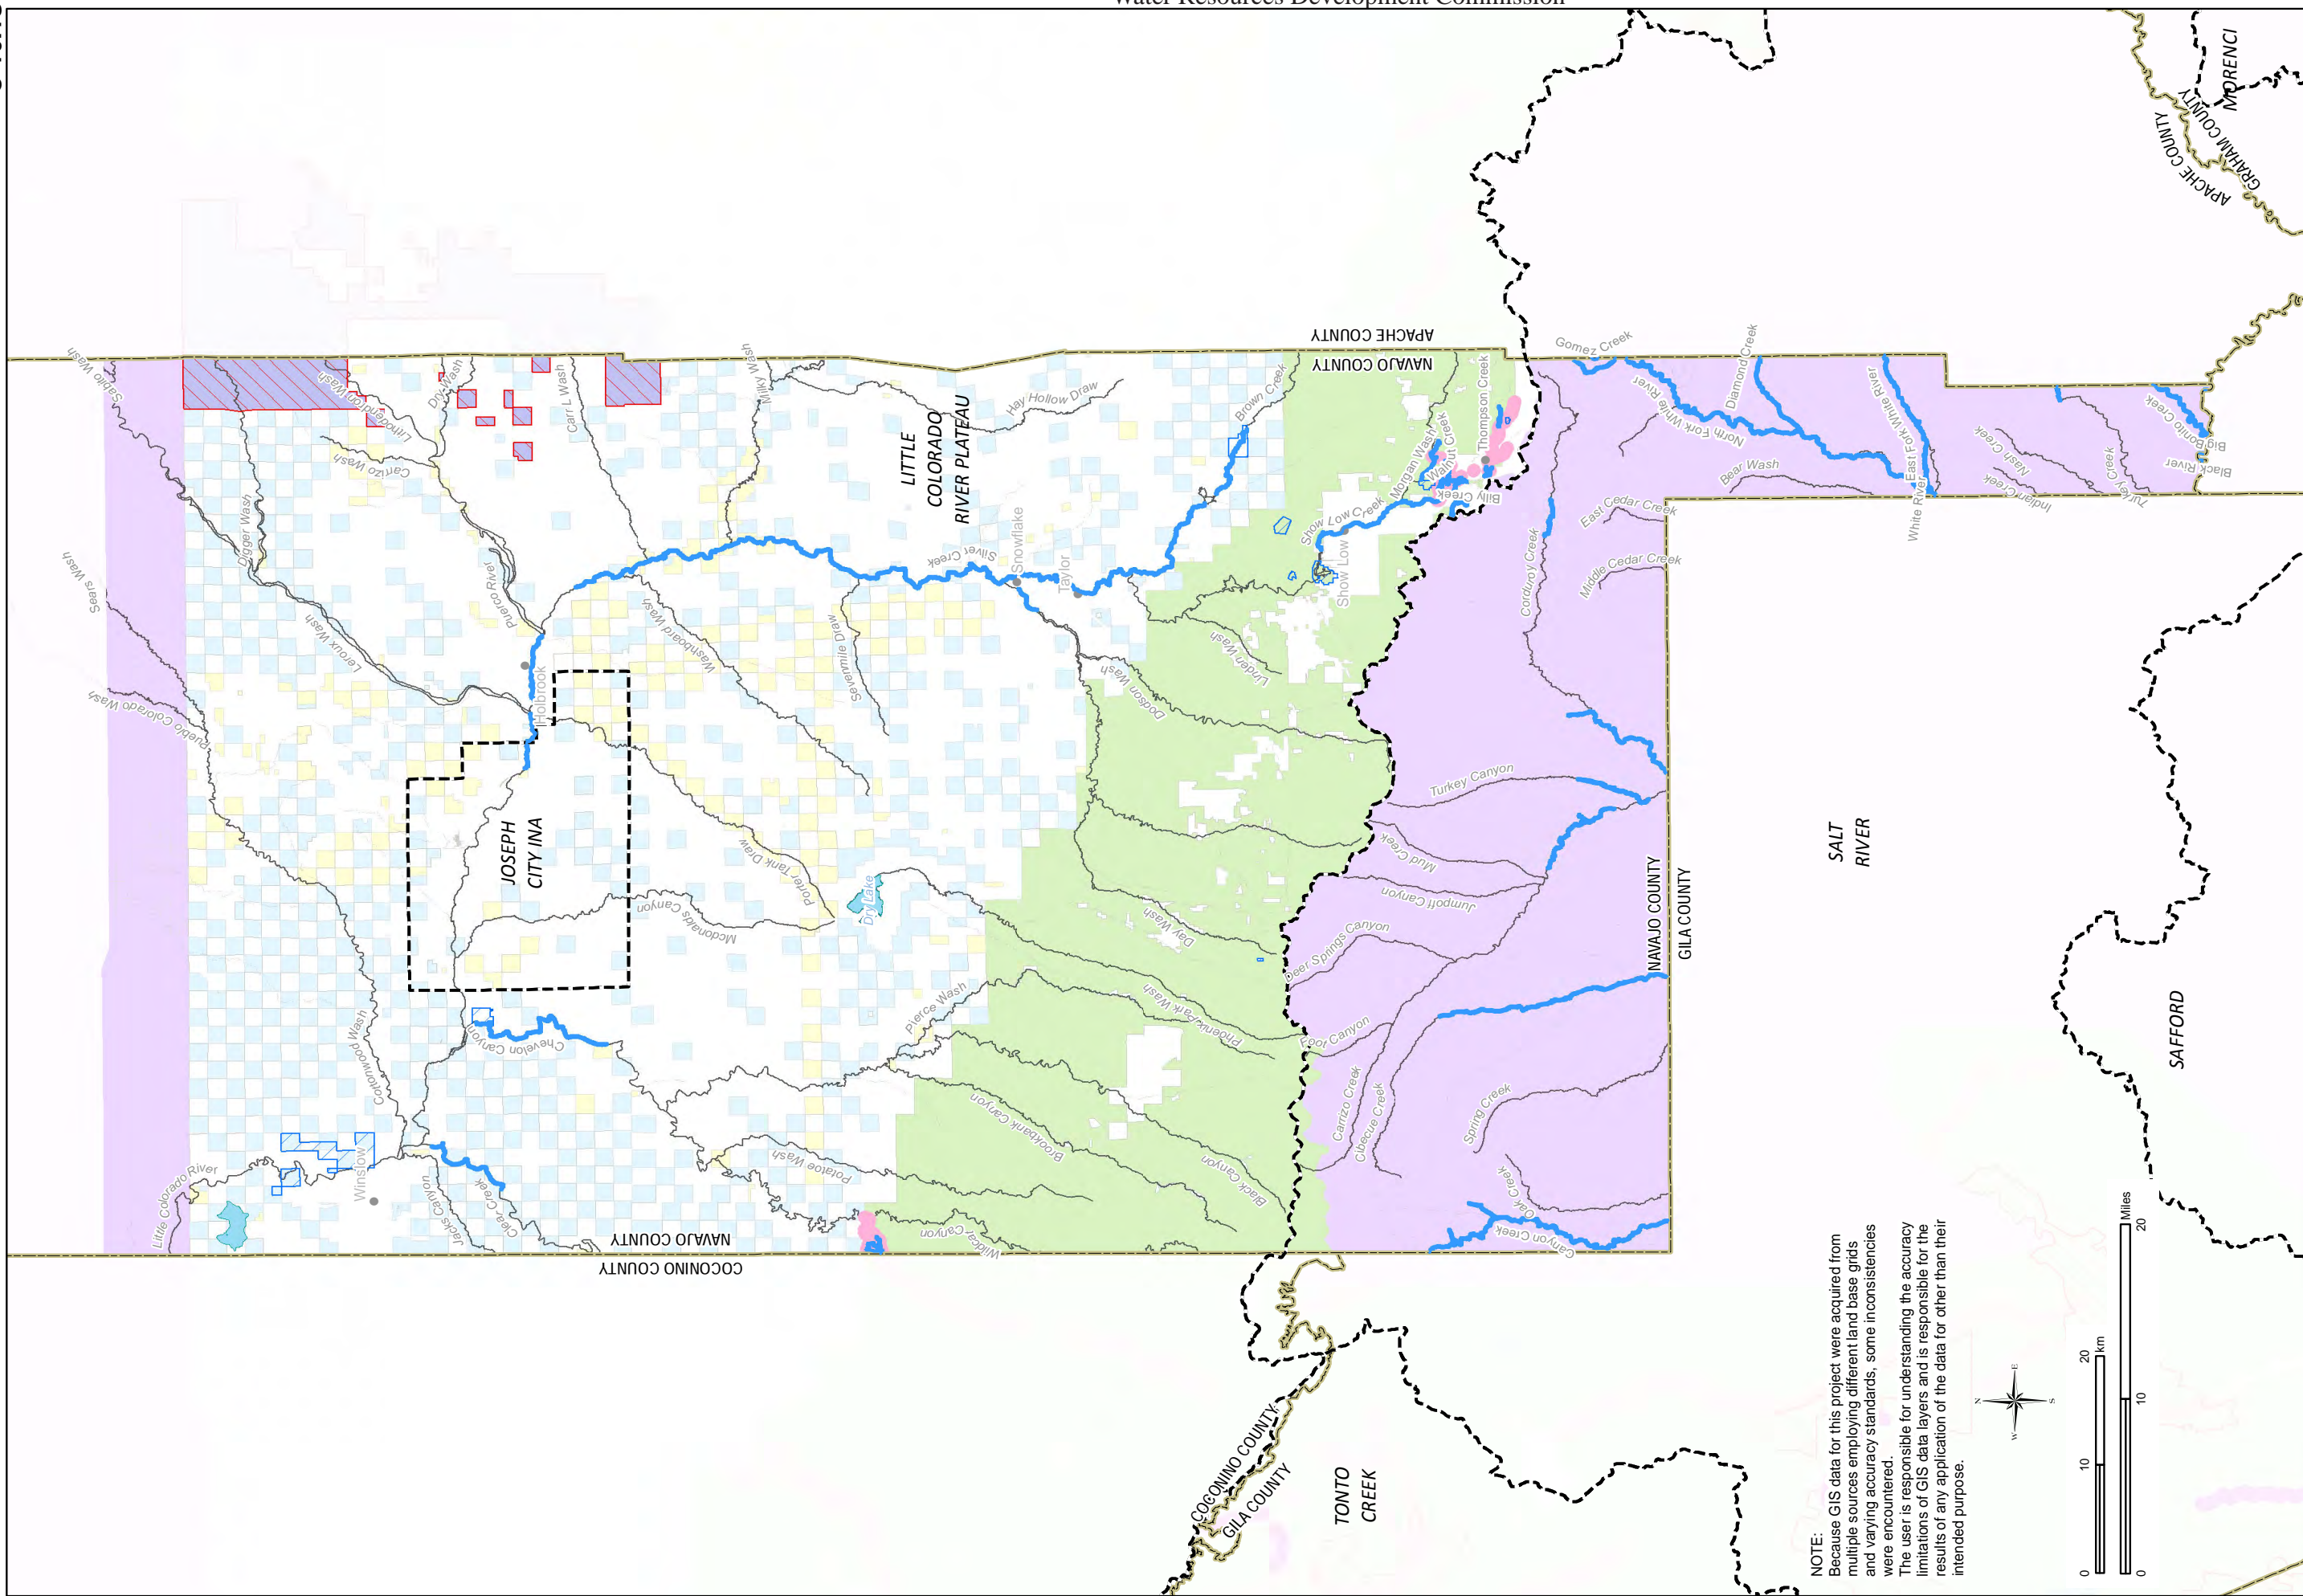 Water Resources Development Commission
Sablito Wash
Sears Wash
Pueblo Colorado Wash
Digger Wash
Leroux Wash
Lithodendron Wash
Carrizo Wash
Dry Wash
Carr L Wash
Milky Wash
Puerco River
Holbrook
Washboard Wash
Sevenmile Draw
Silver Creek
Snowflake
Taylor
LITTLE
COLORADO
RIVER PLATEAU
Hay Hollow Draw
Brown Creek
APACHE COUNTY
NAVAJO COUNTY
Show Low Creek
Show Low
Morgan Wash
Walnut Creek
Billy Creek
Thompson Creek
Linden Wash
Dodson Wash
JOSEPH
CITY INA
Porter Tank Draw
Mcdonalds Canyon
Dry Lake
Day Wash
Cottonwood Wash
Chevelon Canyon
Pierce Wash
Phoenix Park Wash
Winslow
Little Colorado River
Jacks Canyon
Clear Creek
Potatoe Wash
Brookbank Canyon
Black Canyon
Wildcat Canyon
NAVAJO COUNTY
COCONINO COUNTY
Gomez Creek
North Fork White River
Diamond Creek
East Fork White River
White River
Bear Wash
Nash Creek
Indian Creek
Turkey Creek
Big Bonito Creek
Black River
East Cedar Creek
Middle Cedar Creek
Corduroy Creek
Turkey Canyon
Mud Creek
Jumpoff Canyon
Deer Springs Canyon
Foot Canyon
Carrizo Creek
Cibecue Creek
Spring Creek
Oak Creek
Canyon Creek
NAVAJO COUNTY
GILA COUNTY
SALT
RIVER
SAFFORD
MORENCI
APACHE COUNTY
GRAHAM COUNTY
APACHE COUNTY
COCONINO COUNTY
GILA COUNTY
TONTO
CREEK
NOTE:
Because GIS data for this project were acquired from
multiple sources employing different land base grids
and varying accuracy standards, some inconsistencies
were encountered.
The user is responsible for understanding the accuracy
limitations of GIS data layers and is responsible for the
results of any application of the data for other than their
intended purpose.
N
W
E
S
0 10 20 km
0 10 20 Miles